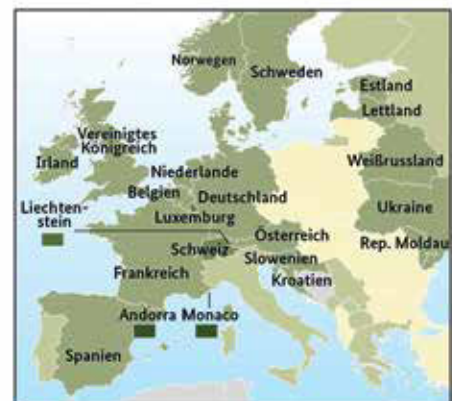 Norwegen
Schweden
Estland
Lettland
Vereinigtes
Königreich
Irland
Weißrussland
Niederlande
Belgien
Deutschland
Liechten-
stein
Luxemburg
Ukraine
Österreich
Rep. Moldau
Schweiz
Slowenien
Frankreich
Kroatien
Andorra
Monaco
Spanien